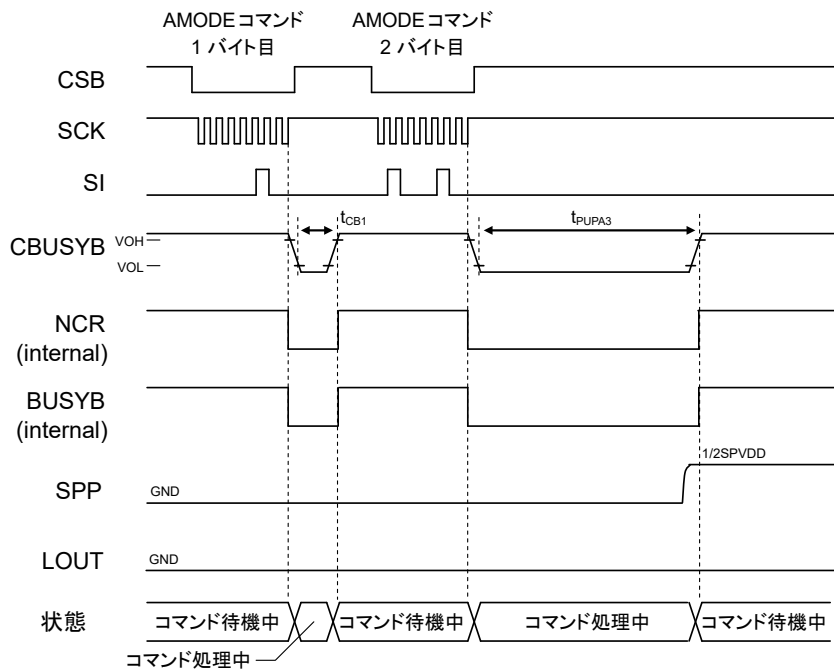 AMODEコマンド
1 バイト目
AMODEコマンド
2 バイト目
CSB
SCK
SI
tCB1
tPUPA3
CBUSYB
VOH
VOL
NCR
(internal)
BUSYB
(internal)
1/2SPVDD
SPP
GND
LOUT
GND
状態
コマンド待機中
コマンド待機中
コマンド処理中
コマンド待機中
コマンド処理中